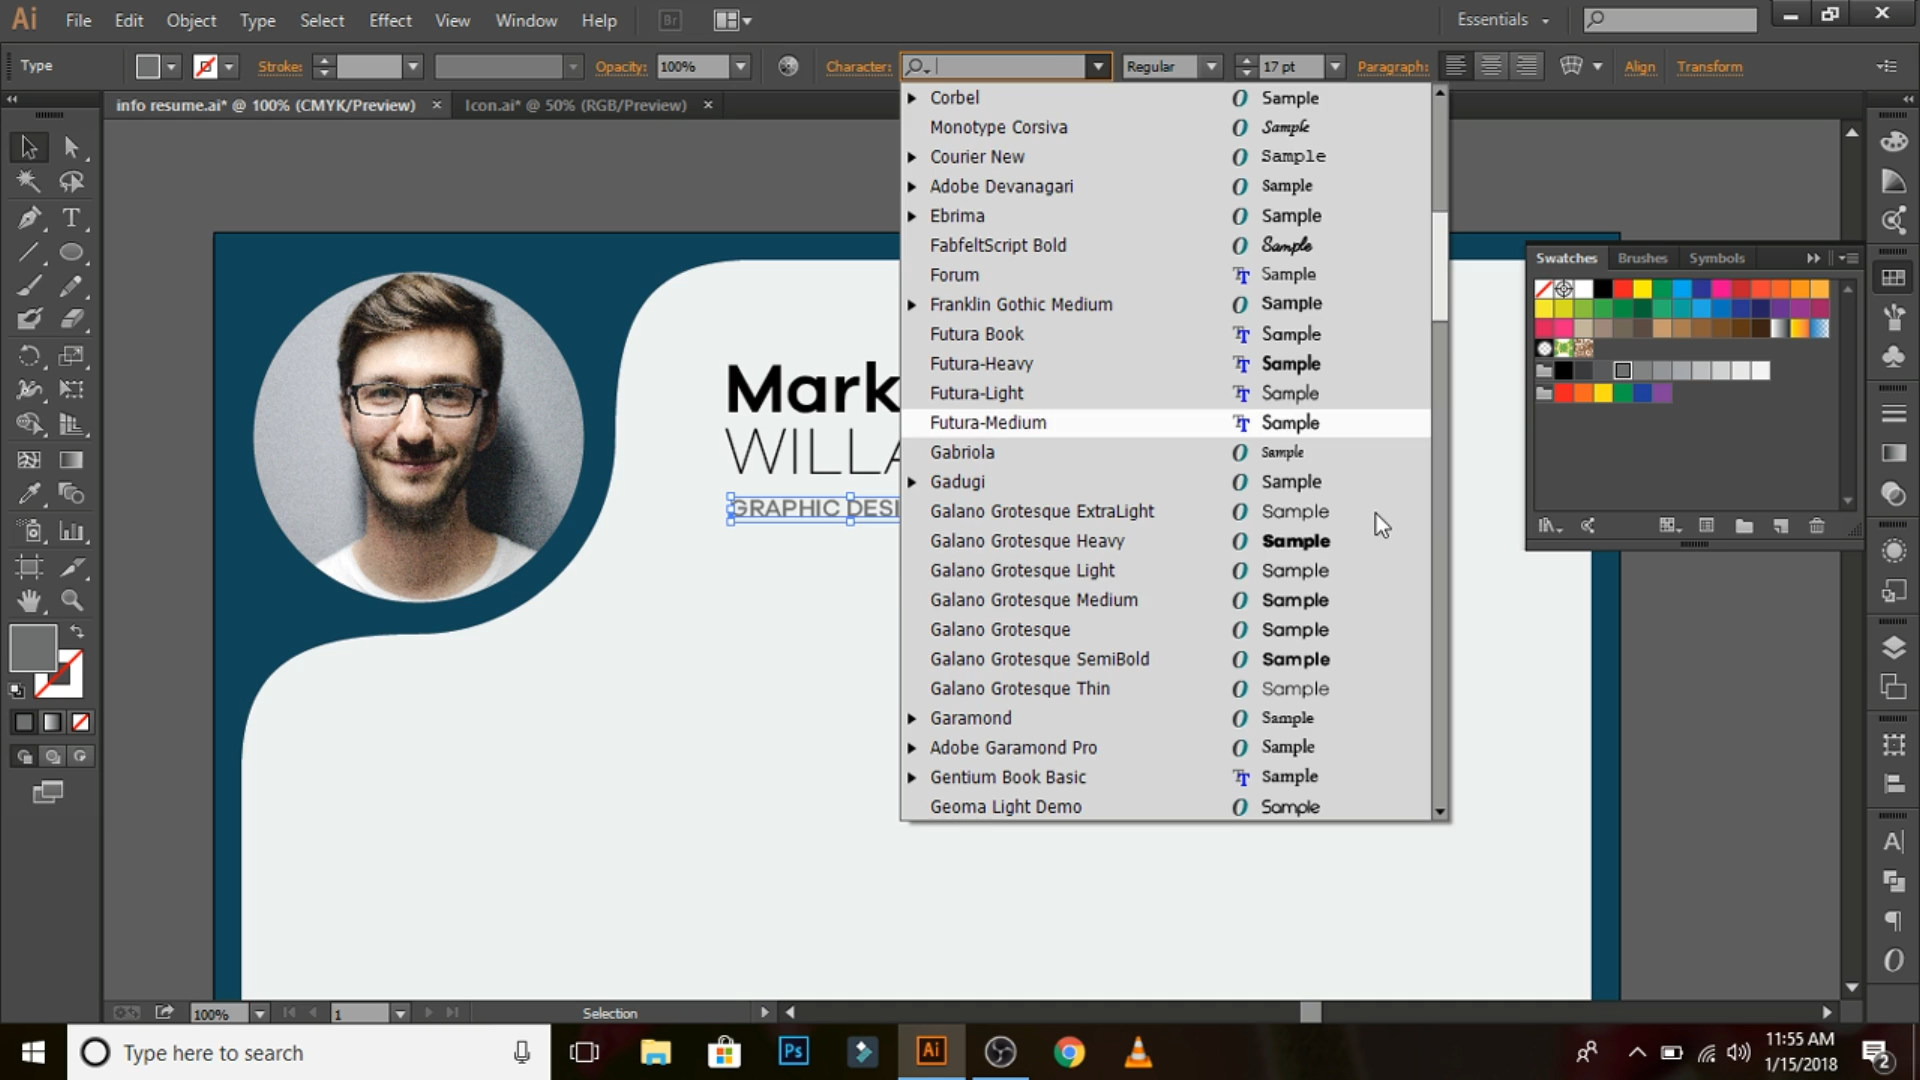 Ai File Edit Object Type Select Effect View Window Help Br Essentials
Type Stroke: Opacity: 100% Character: Regular 17 pt Paragraph: Align Transform
info resume.ai* @ 100% (CMYK/Preview) × Icon.ai* @ 50% (RGB/Preview) ×
Corbel Sample
Monotype Corsiva Sample
Courier New Sample
Adobe Devanagari Sample
Ebrima Sample
FabfeltScript Bold Sample
Forum Sample
Franklin Gothic Medium Sample
Futura Book Sample
Futura-Heavy Sample
Futura-Light Sample
Futura-Medium Sample
Gabriola Sample
Gadugi Sample
Galano Grotesque ExtraLight Sample
Galano Grotesque Heavy Sample
Galano Grotesque Light Sample
Galano Grotesque Medium Sample
Galano Grotesque Sample
Galano Grotesque SemiBold Sample
Galano Grotesque Thin Sample
Garamond Sample
Adobe Garamond Pro Sample
Gentium Book Basic Sample
Geoma Light Demo Sample
Swatches Brushes Symbols
Mark
WILLA
GRAPHIC DESI
100% 1 Selection
Type here to search Ps Ai
11:55 AM
1/15/2018
2